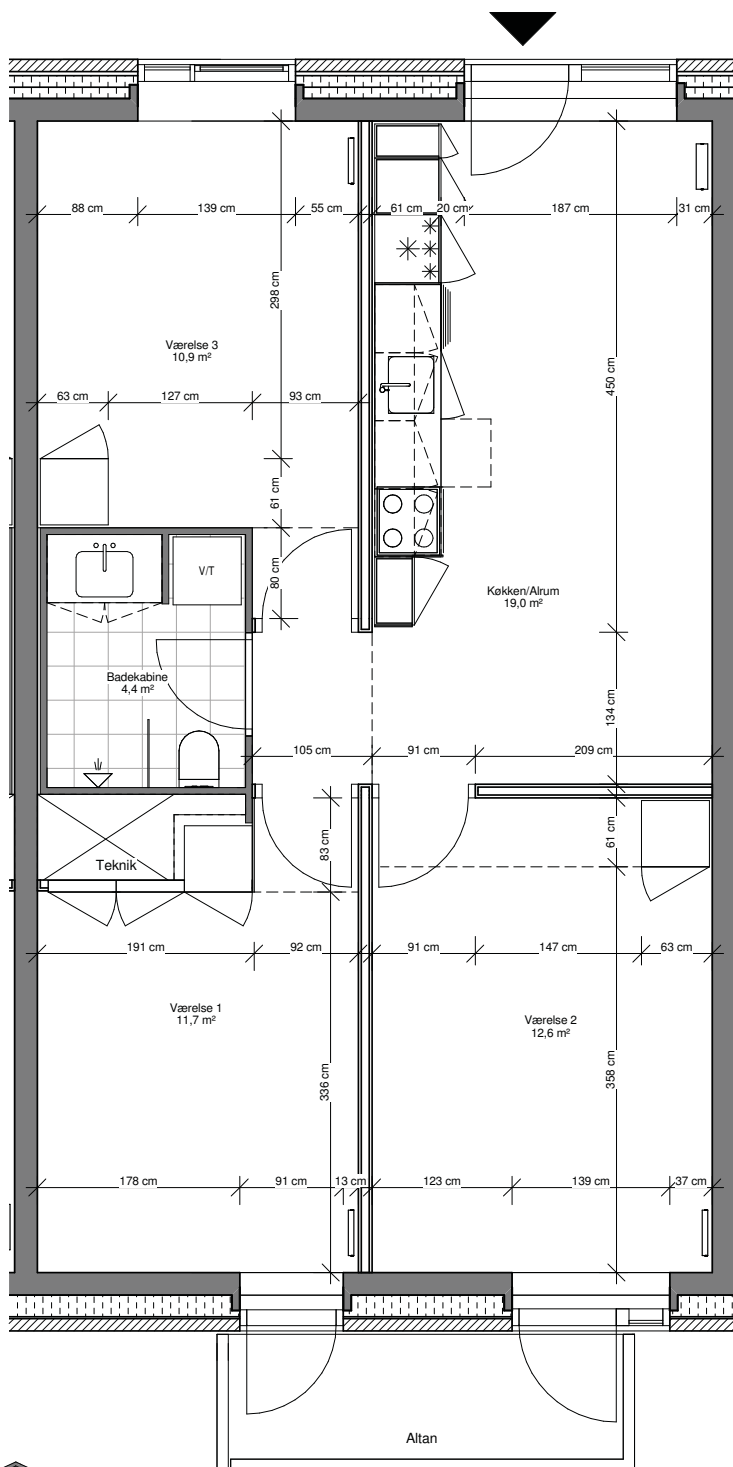 88 cm
139 cm
55 cm
61 cm
20 cm
187 cm
31 cm
298 cm
Værelse 3
10,9 m²
450 cm
63 cm
127 cm
93 cm
61 cm
V/T
80 cm
Køkken/Alrum
19,0 m²
Badekabine
4,4 m²
134 cm
105 cm
91 cm
209 cm
83 cm
61 cm
Teknik
191 cm
92 cm
91 cm
147 cm
63 cm
Værelse 1
11,7 m²
Værelse 2
12,6 m²
336 cm
358 cm
178 cm
91 cm
13 cm
123 cm
139 cm
37 cm
Altan